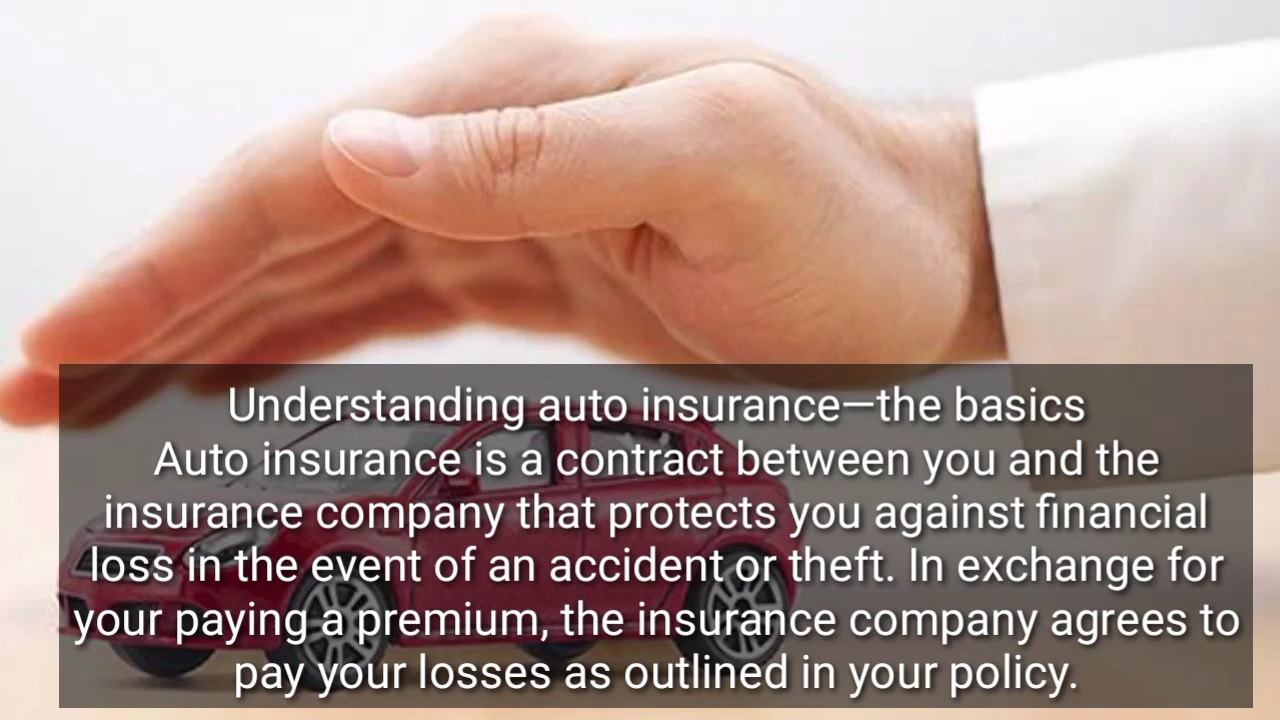 Understanding auto insurance—the basics
Auto insurance is a contract between you and the
insurance company that protects you against financial
loss in the event of an accident or theft. In exchange for
your paying a premium, the insurance company agrees to
pay your losses as outlined in your policy.